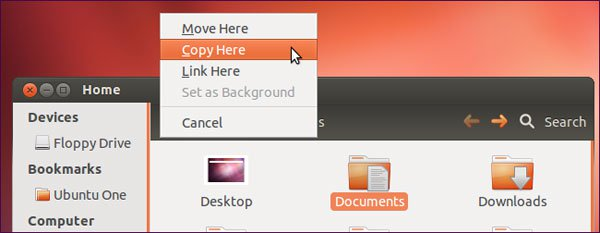 Move Here
Copy Here
Link Here
Set as Background
Cancel
Home
Devices
Floppy Drive
Bookmarks
Ubuntu One
Computer
s
Search
Desktop
Documents
Downloads